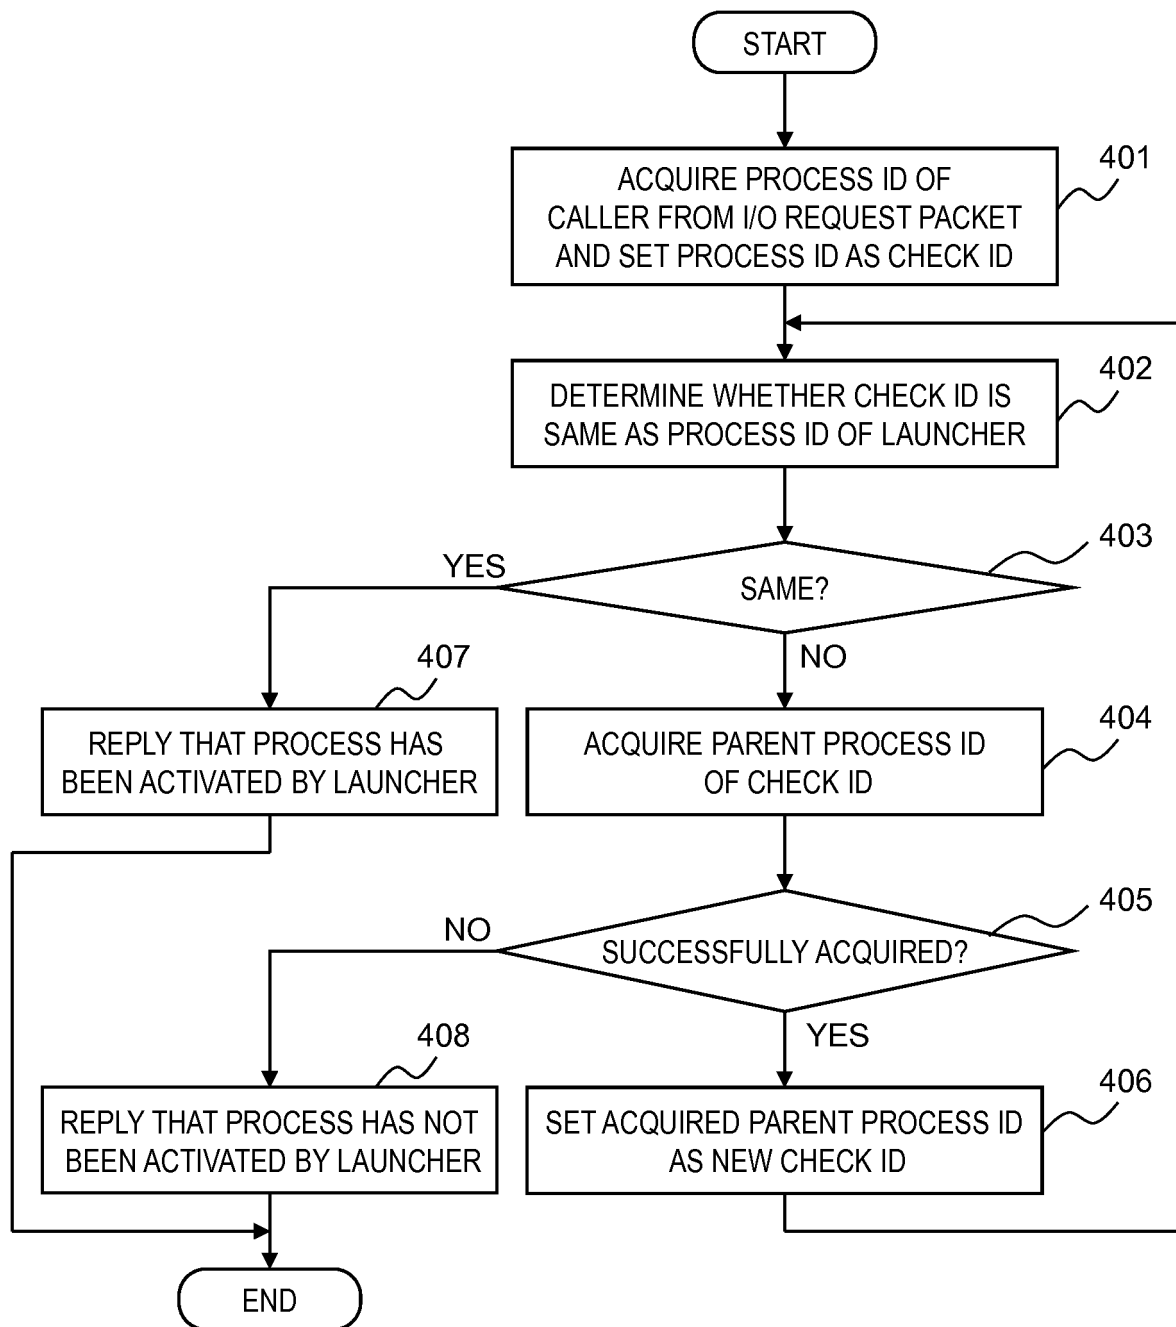 START
401
ACQUIRE PROCESS ID OF
CALLER FROM I/O REQUEST PACKET
AND SET PROCESS ID AS CHECK ID
402
DETERMINE WHETHER CHECK ID IS
SAME AS PROCESS ID OF LAUNCHER
403
YES
SAME?
NO
407
REPLY THAT PROCESS HAS
BEEN ACTIVATED BY LAUNCHER
404
ACQUIRE PARENT PROCESS ID
OF CHECK ID
405
NO
SUCCESSFULLY ACQUIRED?
YES
408
REPLY THAT PROCESS HAS NOT
BEEN ACTIVATED BY LAUNCHER
406
SET ACQUIRED PARENT PROCESS ID
AS NEW CHECK ID
END